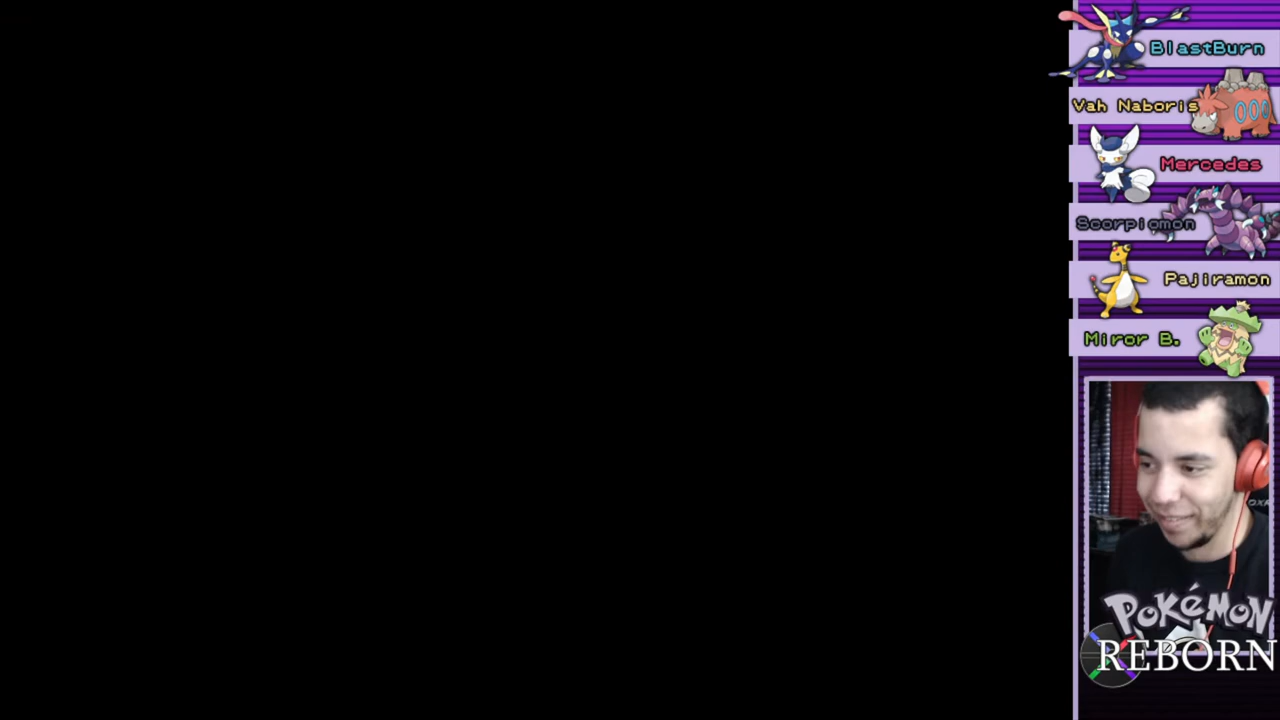 BlastBurn
Vah Naboris
Mercedes
Scorpiomon
Pajiramon
Miror B.
POKéMON
REBORN